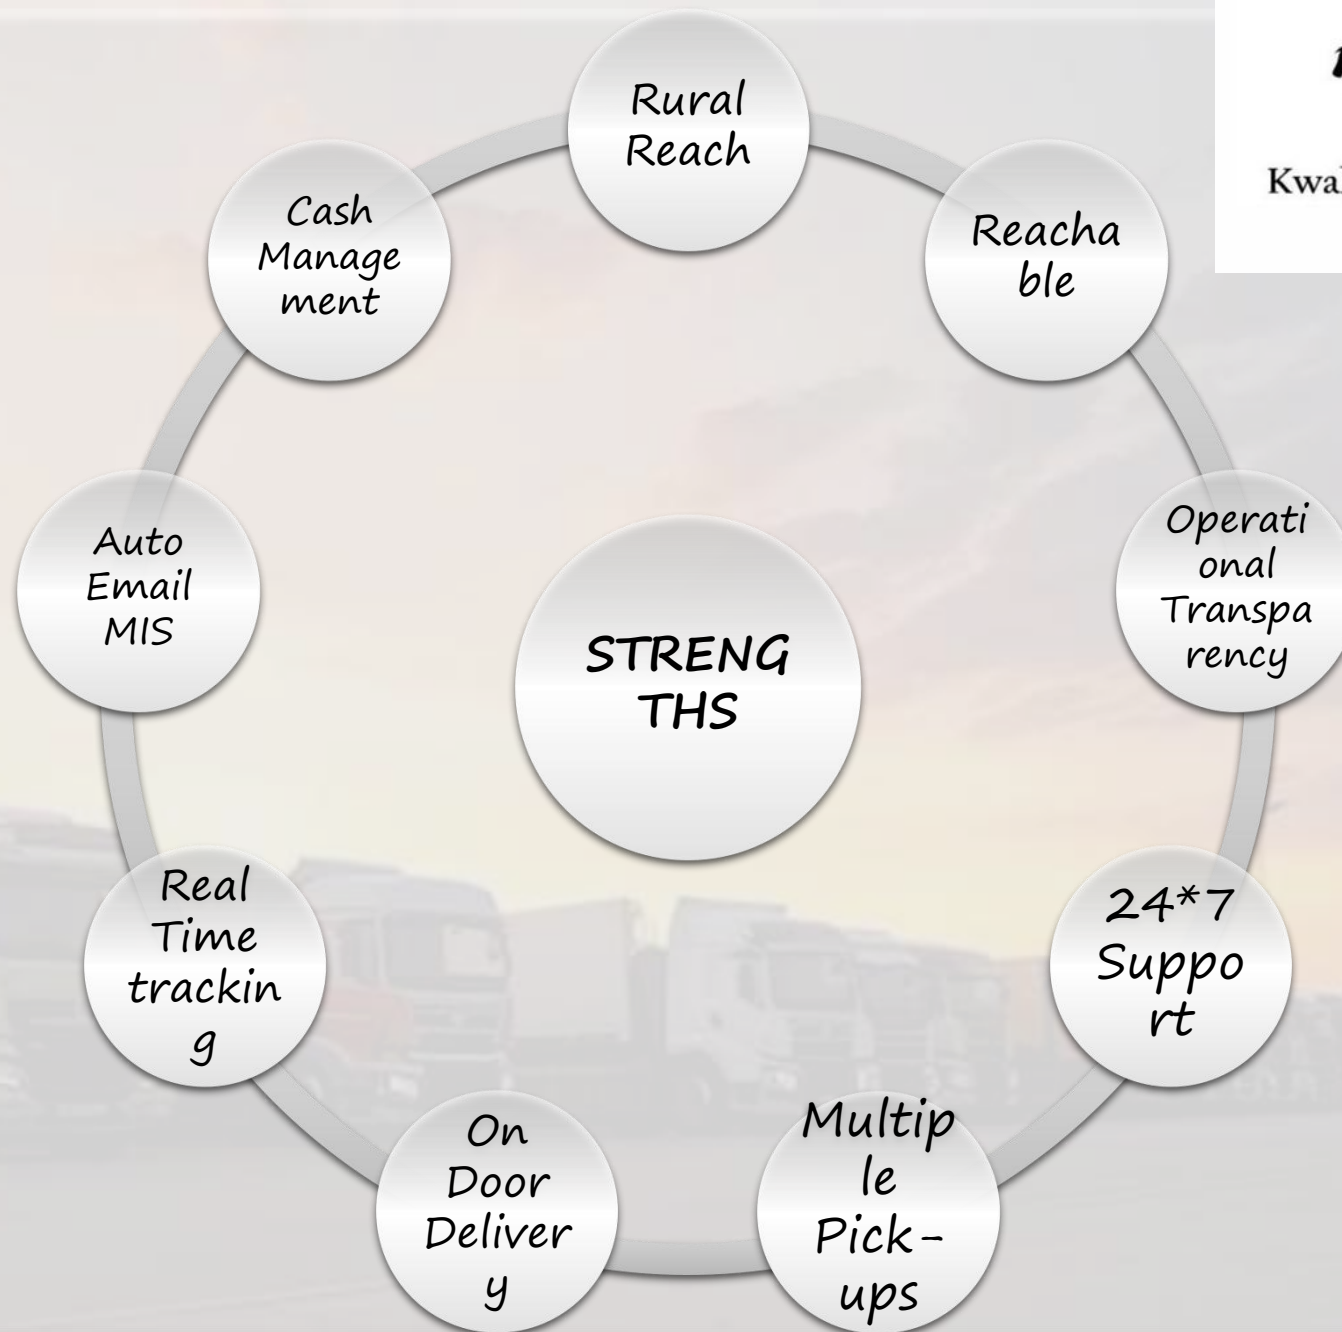 Rural
Reach
Reacha
ble
Operati
onal
Transpa
rency
24*7
Suppo
rt
Multip
le
Pick-
ups
On
Door
Deliver
y
Real
Time
trackin
g
Auto
Email
MIS
Cash
Manage
ment
STRENG
THS